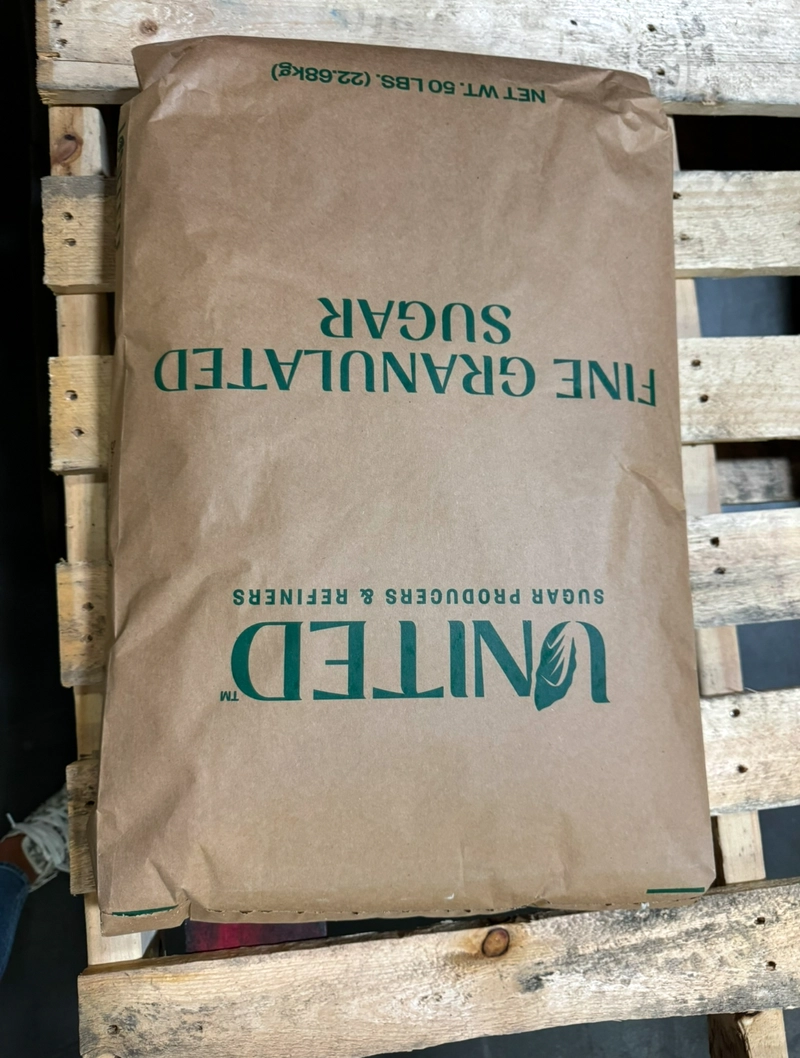 UNITED™
SUGAR PRODUCERS & REFINERS
FINE GRANULATED
SUGAR
NET WT. 50 LBS. (22.68kg)